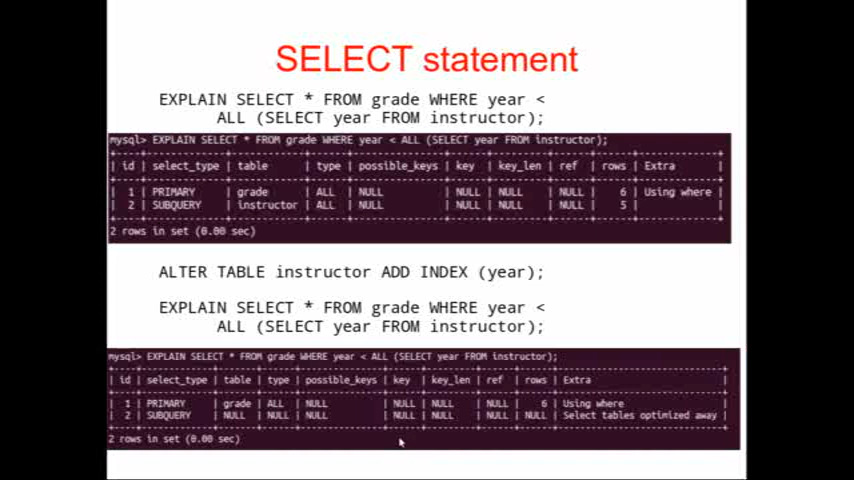 SELECT statement
EXPLAIN SELECT * FROM grade WHERE year <
ALL (SELECT year FROM instructor);
mysql> EXPLAIN SELECT * FROM grade WHERE year < ALL (SELECT year FROM instructor);
+----+-------------+------------+------+---------------+------+---------+------+------+-------------+
| id | select_type | table | type | possible_keys | key | key_len | ref | rows | Extra |
+----+-------------+------------+------+---------------+------+---------+------+------+-------------+
| 1 | PRIMARY | grade | ALL | NULL | NULL | NULL | NULL | 6 | Using where |
| 2 | SUBQUERY | instructor | ALL | NULL | NULL | NULL | NULL | 5 | |
+----+-------------+------------+------+---------------+------+---------+------+------+-------------+
2 rows in set (0.00 sec)
ALTER TABLE instructor ADD INDEX (year);
EXPLAIN SELECT * FROM grade WHERE year <
ALL (SELECT year FROM instructor);
mysql> EXPLAIN SELECT * FROM grade WHERE year < ALL (SELECT year FROM instructor);
+----+-------------+-------+------+---------------+------+---------+------+------+------------------------------+
| id | select_type | table | type | possible_keys | key | key_len | ref | rows | Extra |
+----+-------------+-------+------+---------------+------+---------+------+------+------------------------------+
| 1 | PRIMARY | grade | ALL | NULL | NULL | NULL | NULL | 6 | Using where |
| 2 | SUBQUERY | NULL | NULL | NULL | NULL | NULL | NULL | NULL | Select tables optimized away |
+----+-------------+-------+------+---------------+------+---------+------+------+------------------------------+
2 rows in set (0.00 sec)